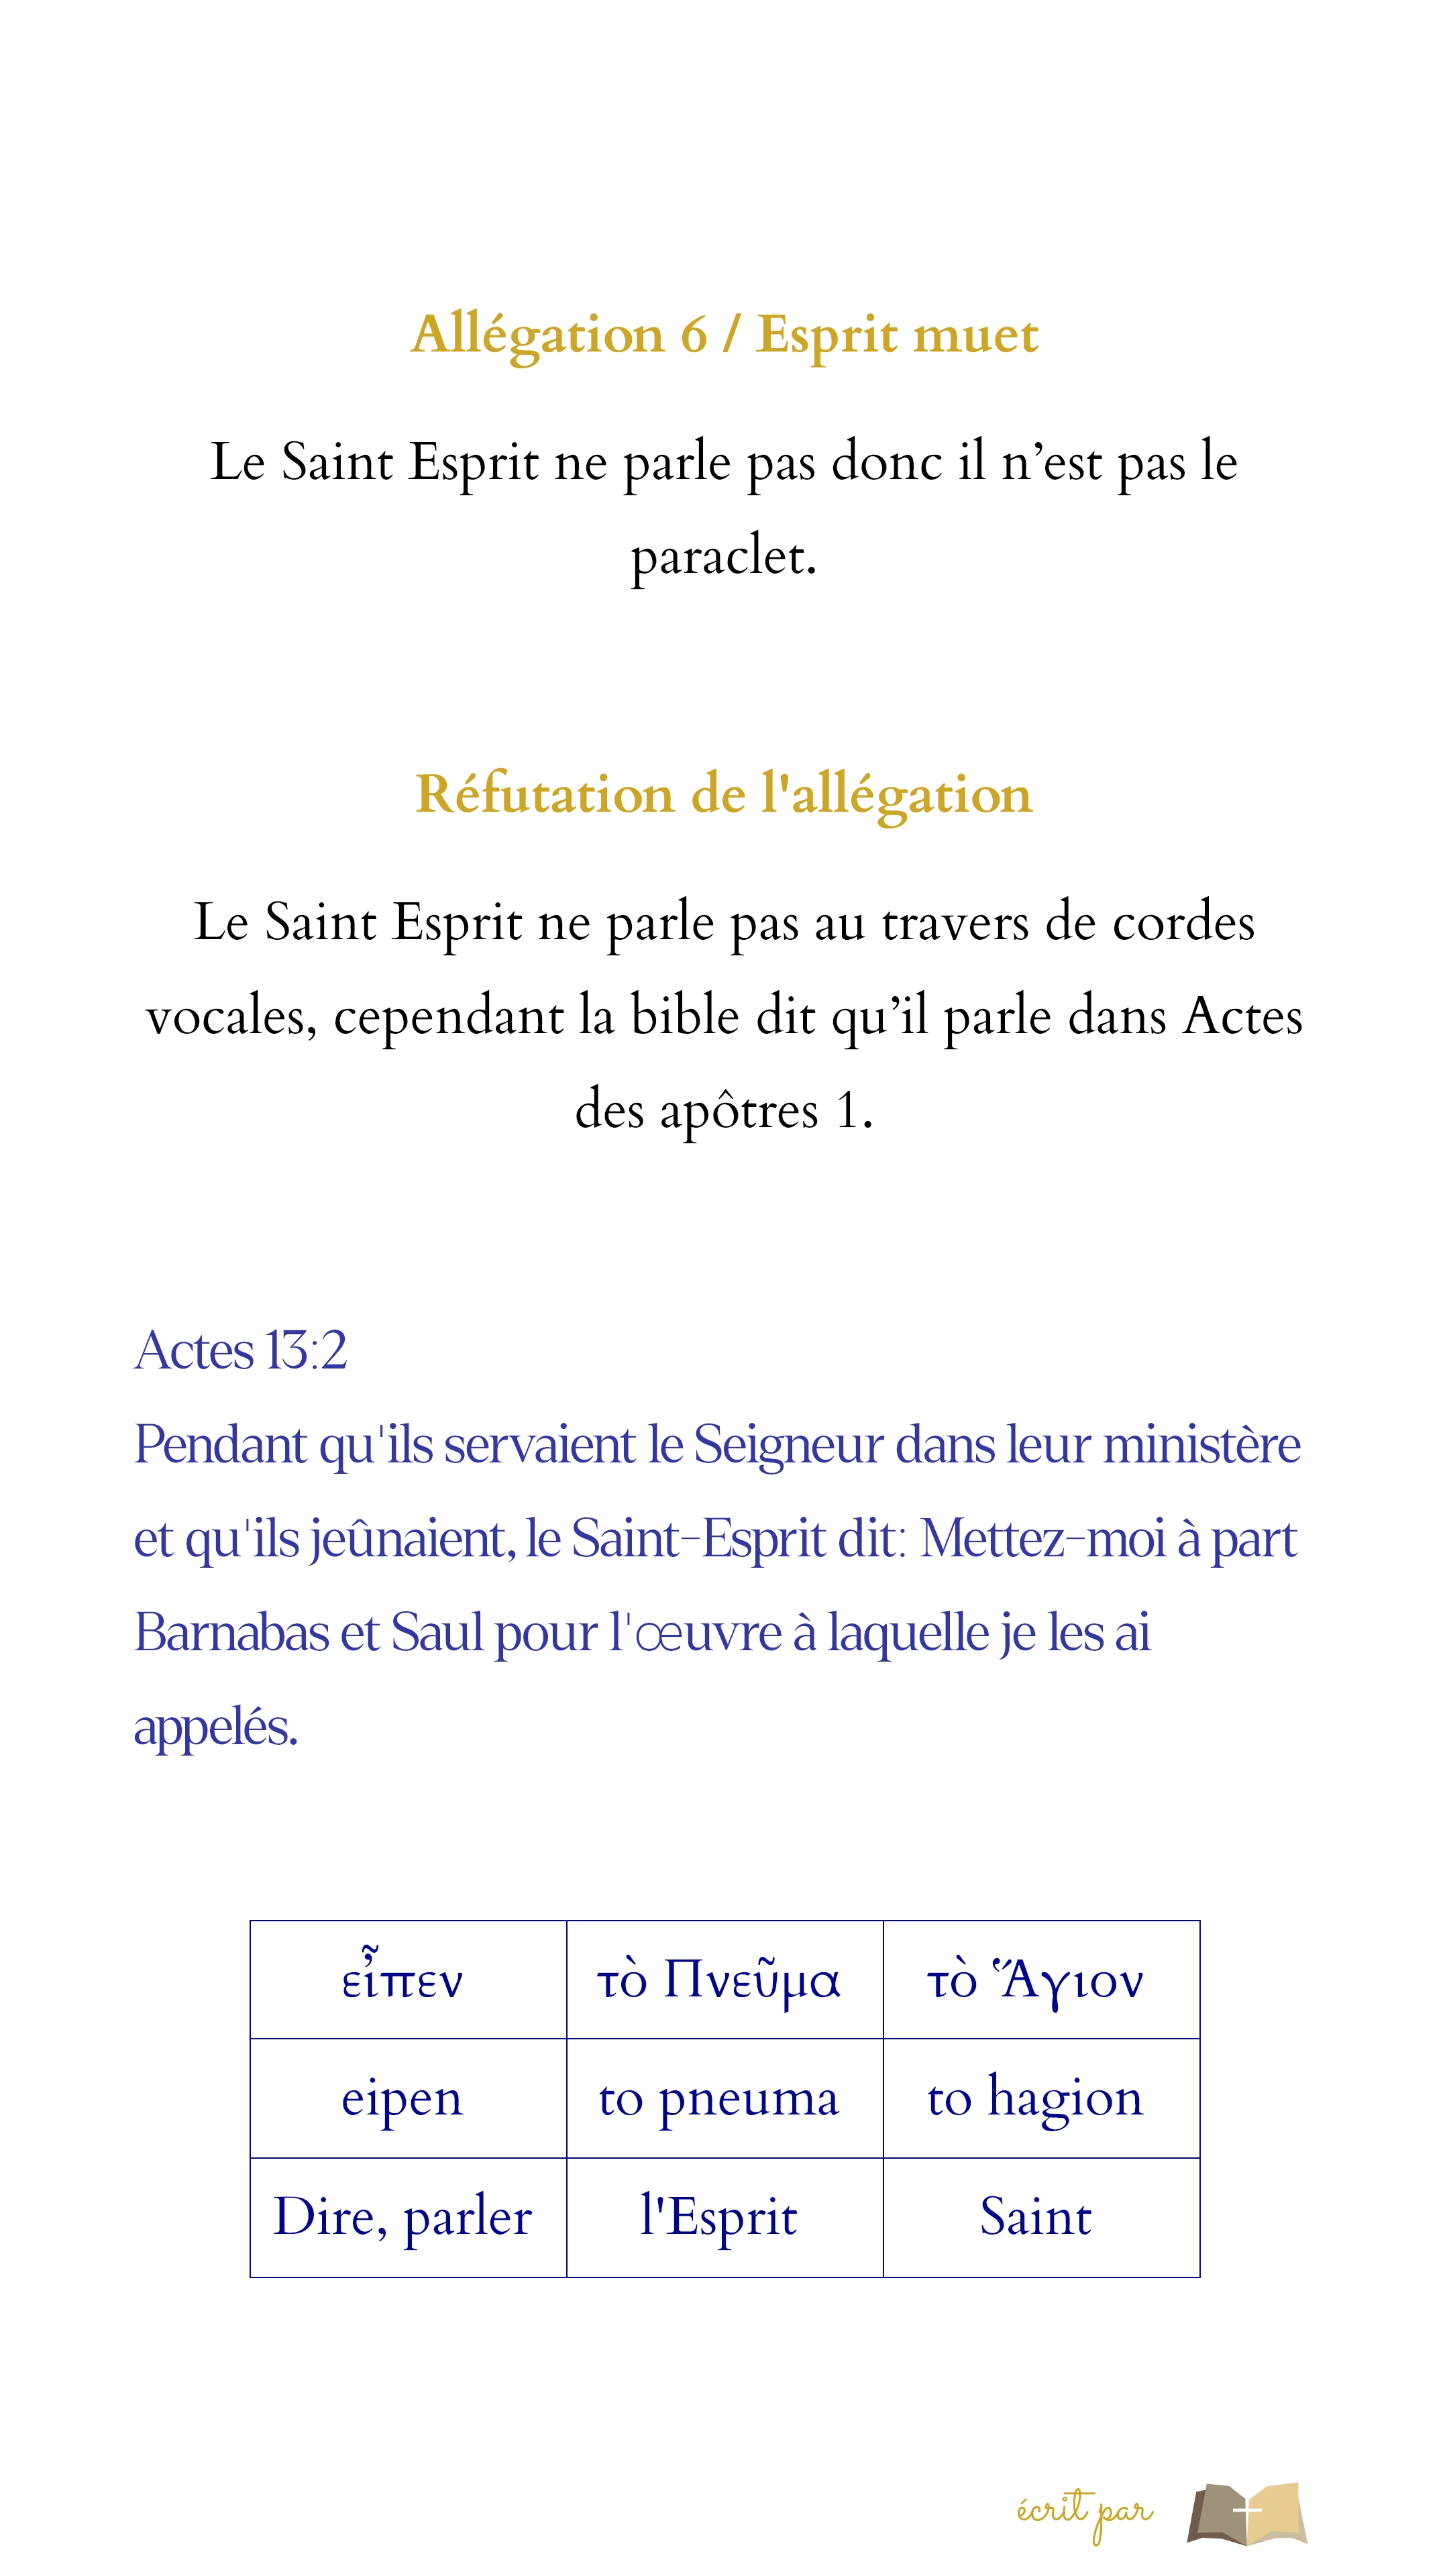 Allégation 6 / Esprit muet
Le Saint Esprit ne parle pas donc il n’est pas le
paraclet.
Réfutation de l'allégation
Le Saint Esprit ne parle pas au travers de cordes
vocales, cependant la bible dit qu’il parle dans Actes
des apôtres 1.
Actes 13:2
Pendant qu'ils servaient le Seigneur dans leur ministère
et qu'ils jeûnaient, le Saint-Esprit dit: Mettez-moi à part
Barnabas et Saul pour l'œuvre à laquelle je les ai
appelés.
εἶπεν τὸ Πνεῦμα τὸ Ἅγιον
eipen to pneuma to hagion
Dire, parler l'Esprit Saint
écrit par